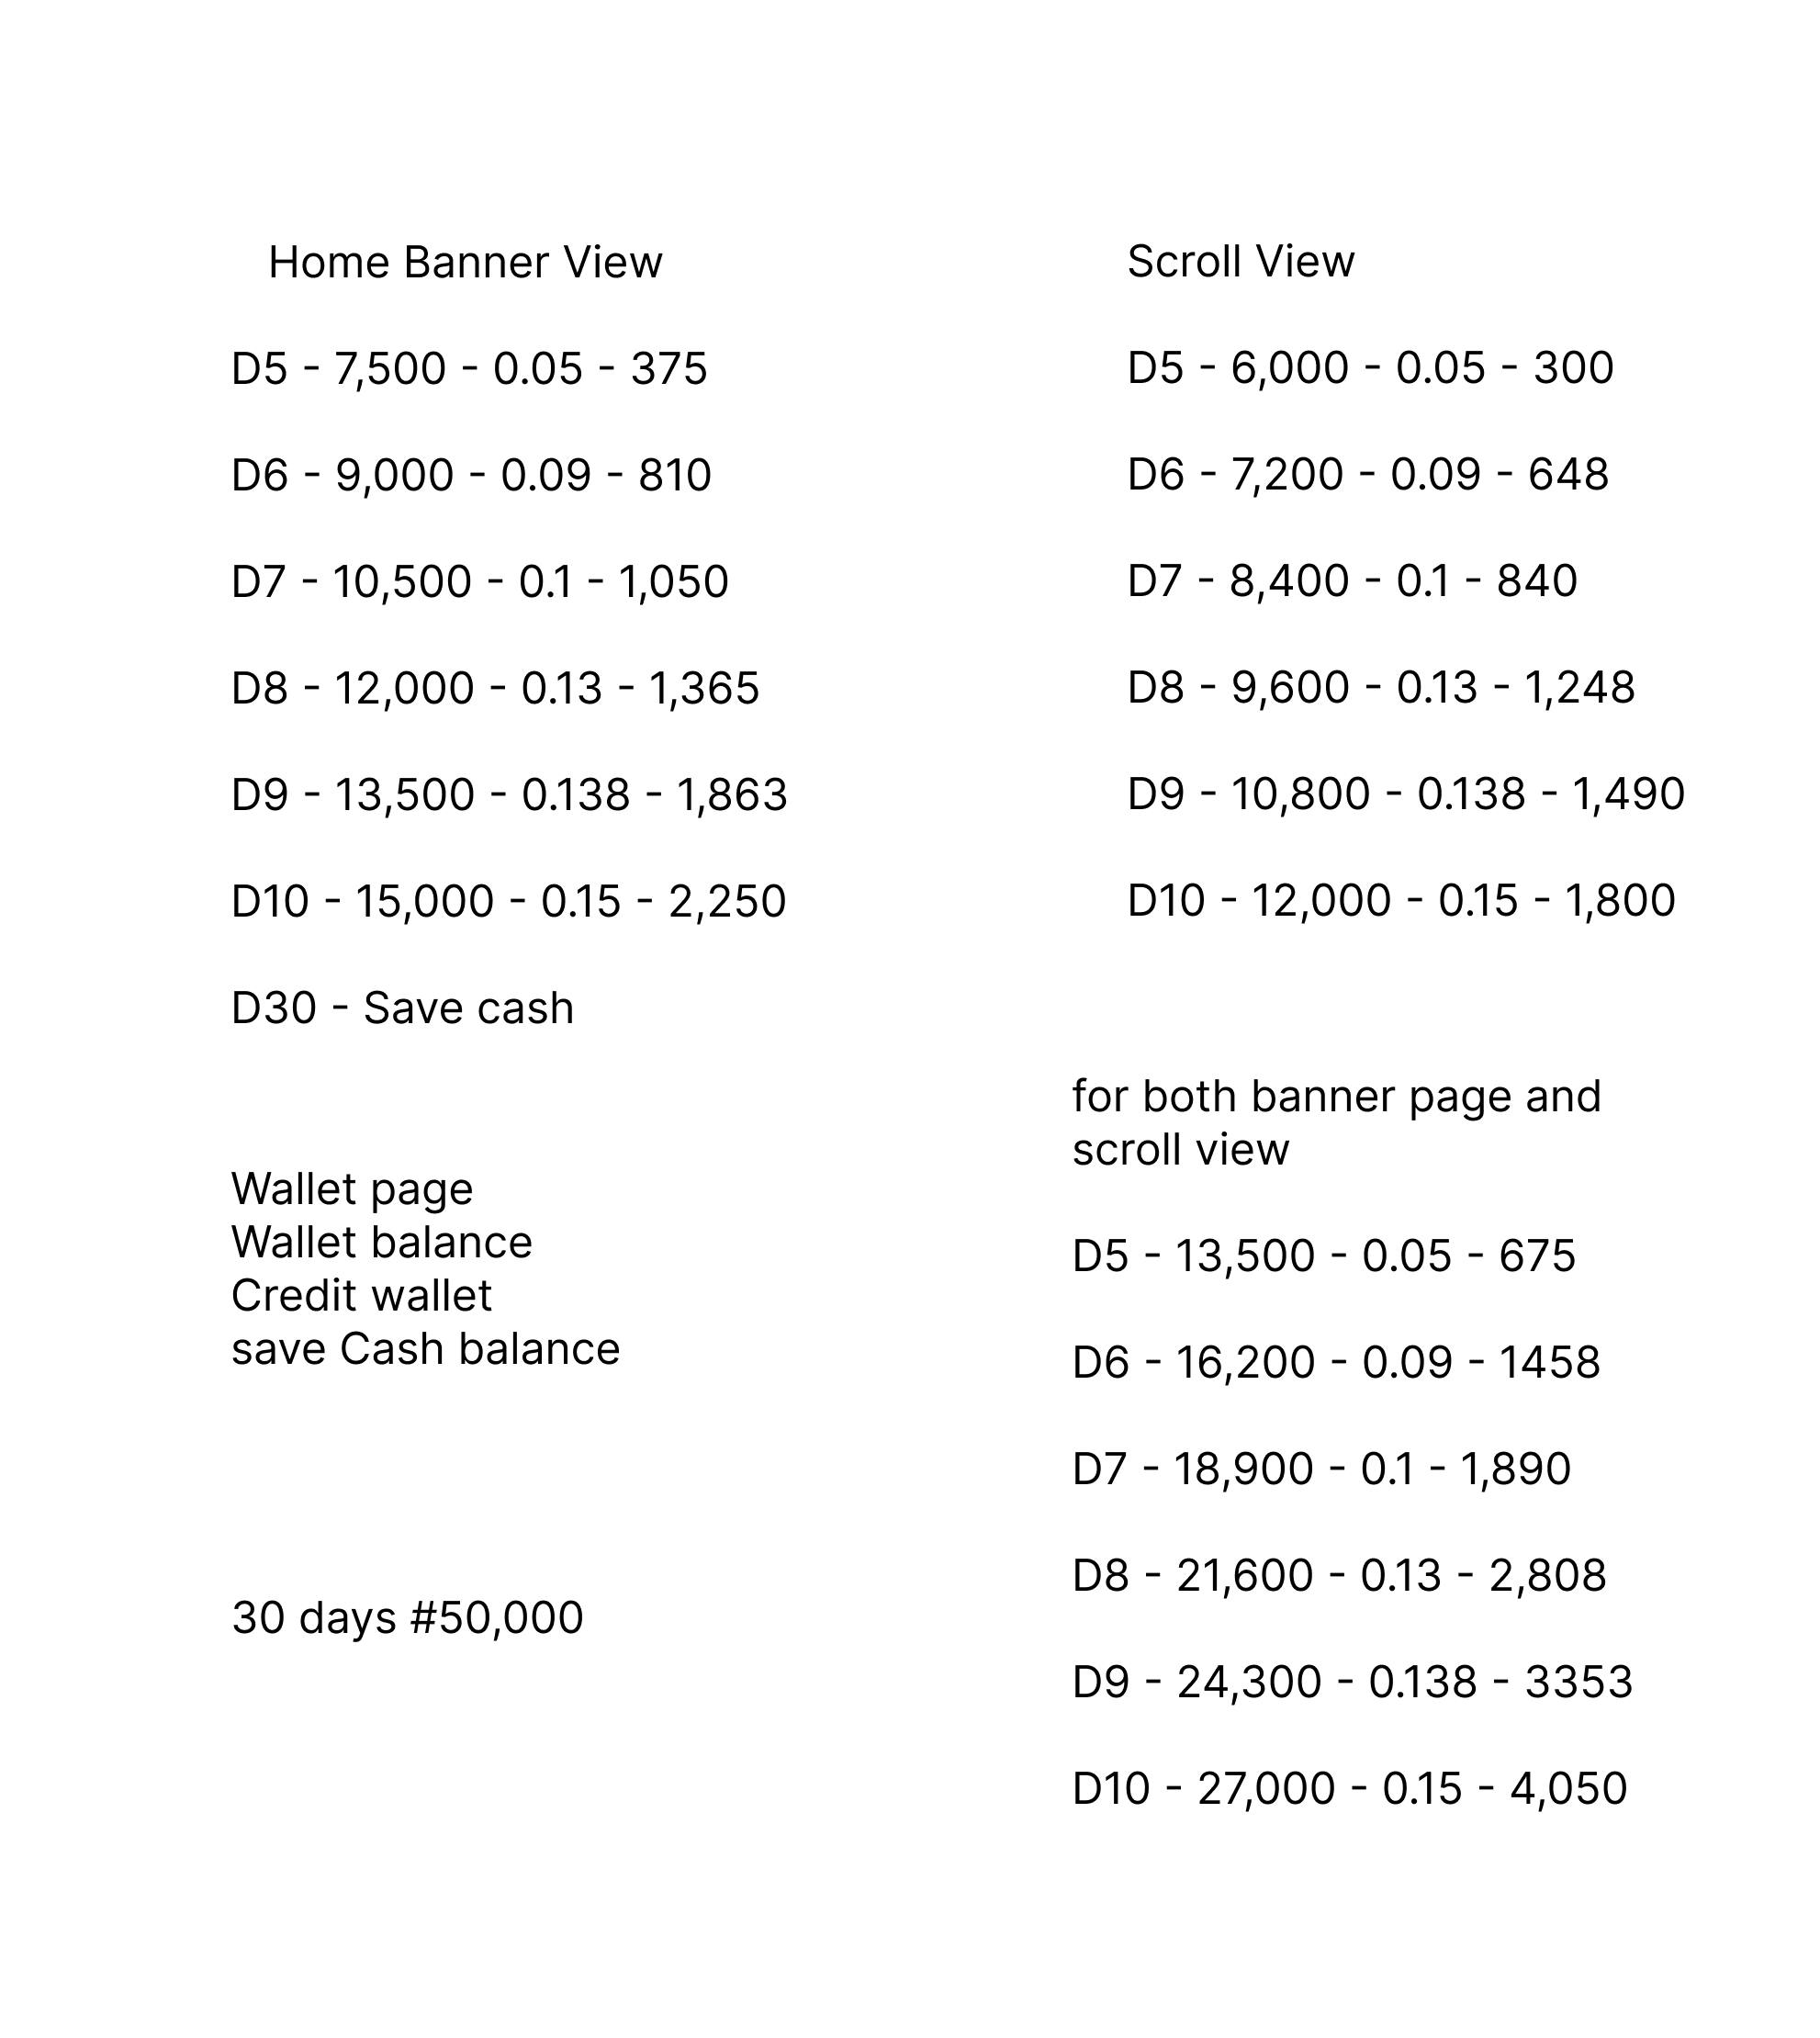 Home Banner View
D5 - 7,500 - 0.05 - 375
D6 - 9,000 - 0.09 - 810
D7 - 10,500 - 0.1 - 1,050
D8 - 12,000 - 0.13 - 1,365
D9 - 13,500 - 0.138 - 1,863
D10 - 15,000 - 0.15 - 2,250
D30 - Save cash
Wallet page
Wallet balance
Credit wallet
save Cash balance
30 days #50,000
Scroll View
D5 - 6,000 - 0.05 - 300
D6 - 7,200 - 0.09 - 648
D7 - 8,400 - 0.1 - 840
D8 - 9,600 - 0.13 - 1,248
D9 - 10,800 - 0.138 - 1,490
D10 - 12,000 - 0.15 - 1,800
for both banner page and
scroll view
D5 - 13,500 - 0.05 - 675
D6 - 16,200 - 0.09 - 1458
D7 - 18,900 - 0.1 - 1,890
D8 - 21,600 - 0.13 - 2,808
D9 - 24,300 - 0.138 - 3353
D10 - 27,000 - 0.15 - 4,050